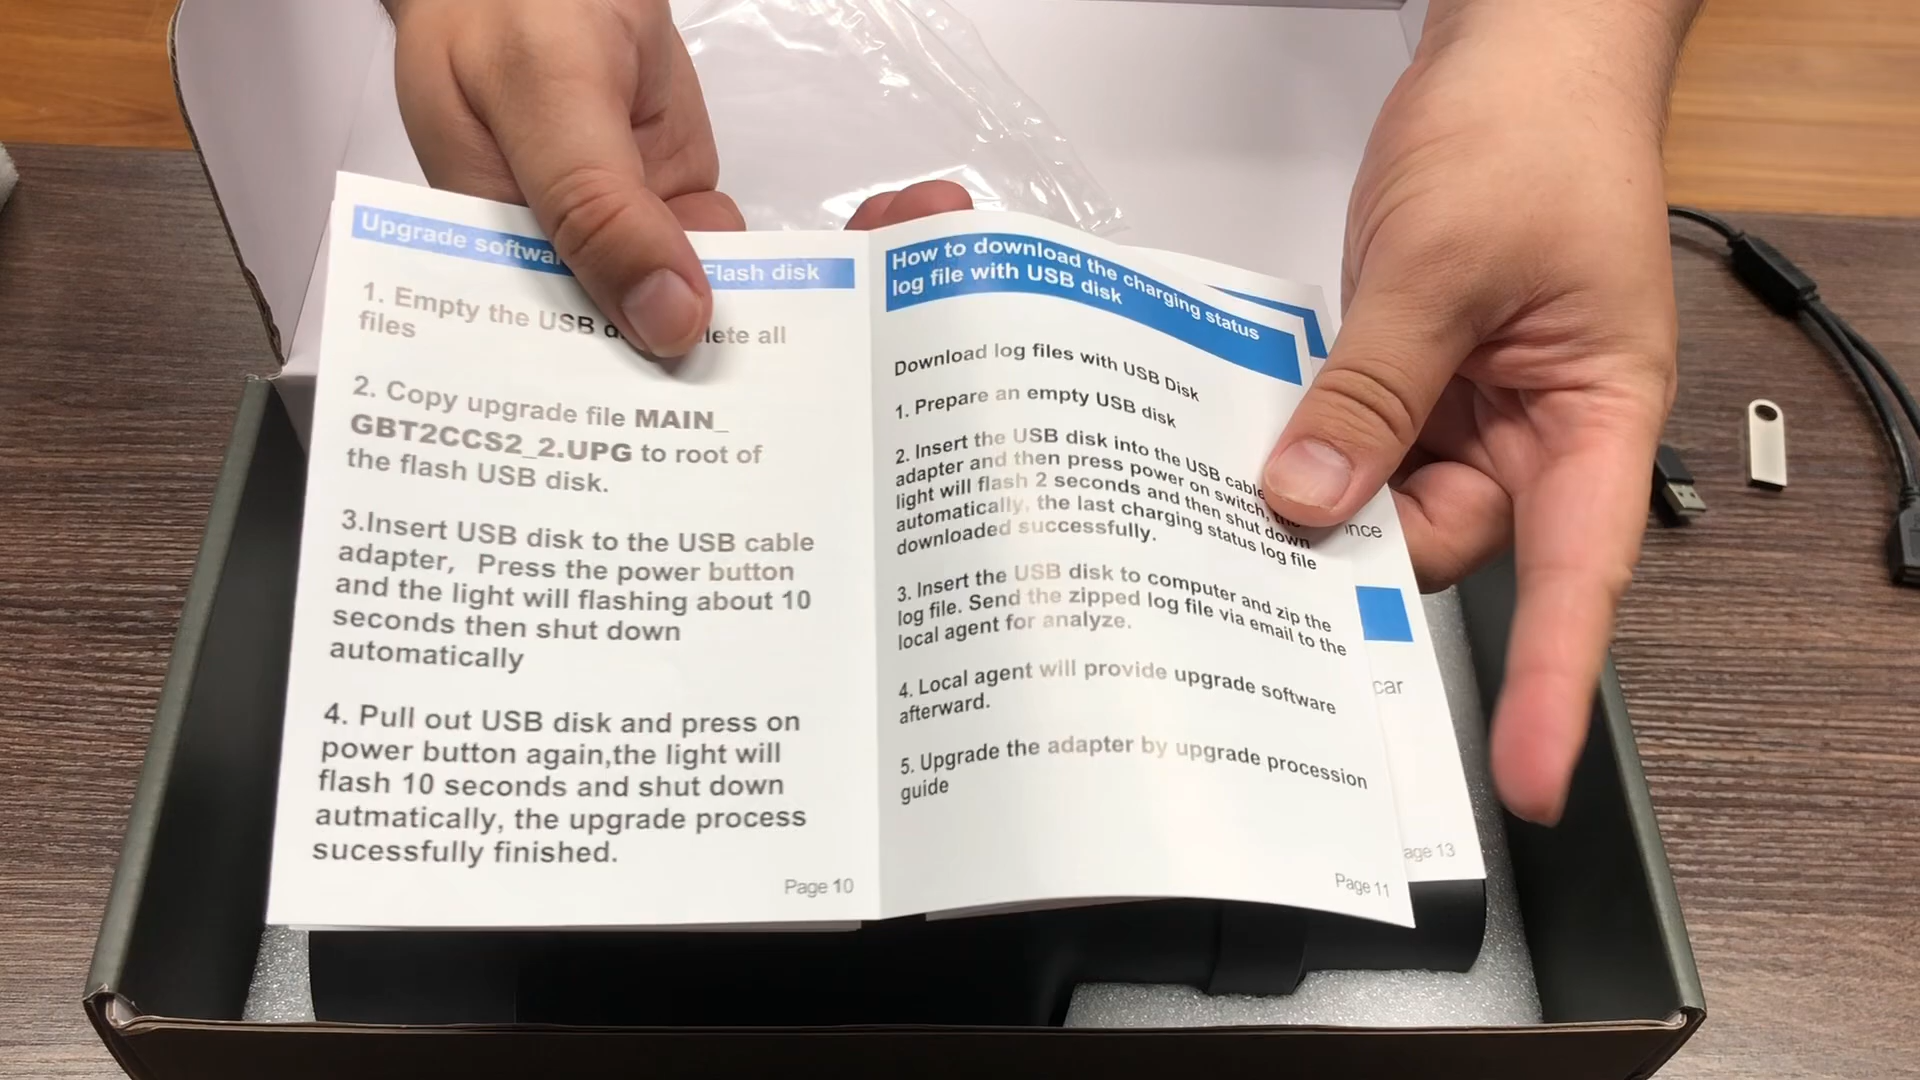 Upgrade Flash disk
1. Empty the USB all
files
2. Copy upgrade file MAIN_
GBT2CCS2_2.UPG to root of
the flash USB disk.
3.Insert USB disk to the USB cable
adapter, Press the power button
and the light will flashing about 10
seconds then shut down
automatically
4. Pull out USB disk and press on
power button again,the light will
flash 10 seconds and shut down
autmatically, the upgrade process
sucessfully finished.
Page 10
How to download the charging status
log file with USB disk
Download log files with USB Disk
1. Prepare an empty USB disk
2. Insert the USB disk into the USB cable
adapter and then press power on switch,
light will flash 2 seconds and then shut down
automatically, the last charging status log file
downloaded successfully.
3. Insert the USB disk to computer and zip the
log file. Send the zipped log file via email to the
local agent for analyze.
4. Local agent will provide upgrade software
afterward.
5. Upgrade the adapter by upgrade procession
guide
Page 11
car
13